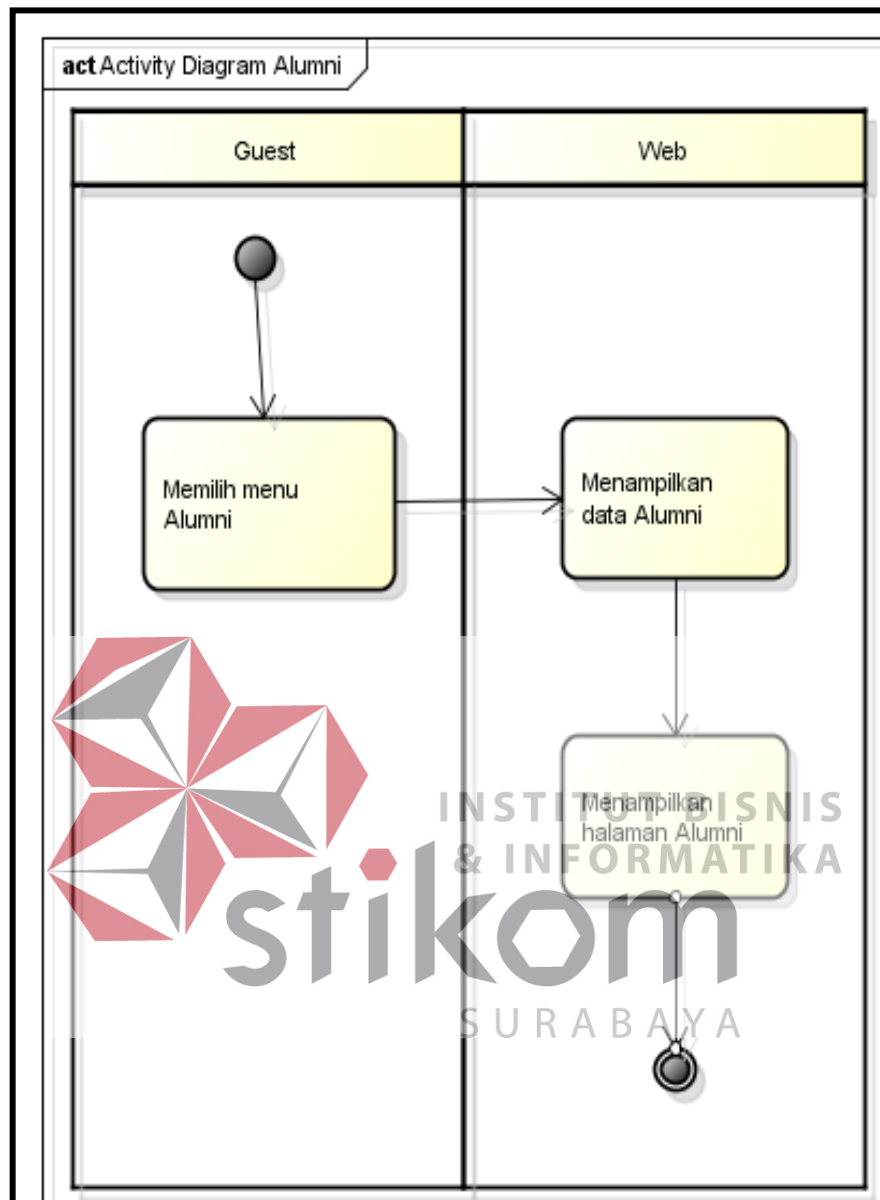 act Activity Diagram Alumni
Guest
Web
Memilih menu
Alumni
Menampilkan
data Alumni
Menampilkan
halaman Alumni
INSTITUT BISNIS
& INFORMATIKA
stikom
SURABAYA